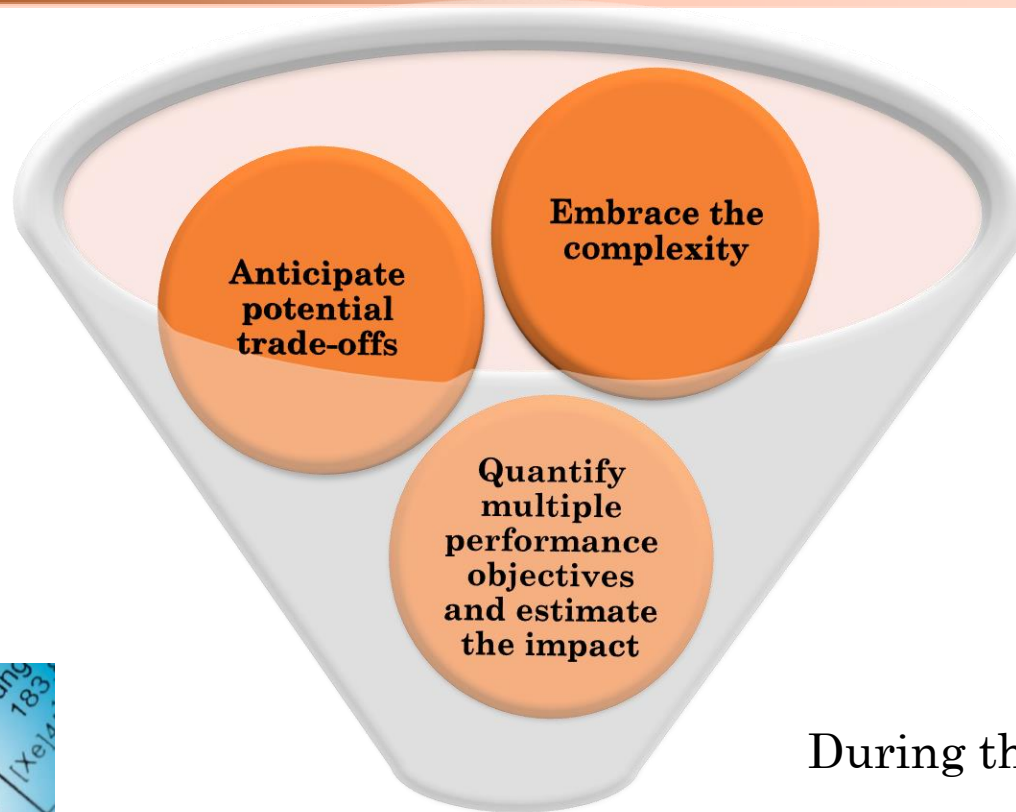 Embrace the
complexity
Anticipate
potential
trade-offs
Quantify
multiple
performance
objectives
and estimate
the impact
183
[Xe]4
During th